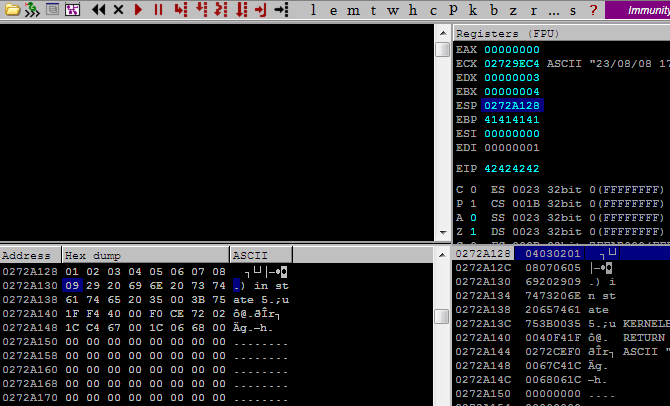 l e m t w h c p k b z r ... s ? Immunity
Registers (FPU)
EAX 00000000
ECX 02729EC4 ASCII "23/08/08 17
EDX 00000003
EBX 00000004
ESP 0272A128
EBP 41414141
ESI 00000000
EDI 00000001
EIP 42424242
C 0 ES 0023 32bit 0(FFFFFFFF)
P 1 CS 001B 32bit 0(FFFFFFFF)
A 0 SS 0023 32bit 0(FFFFFFFF)
Z 1 DS 0023 32bit 0(FFFFFFFF)
Address Hex dump ASCII
0272A128 01 02 03 04 05 06 07 08 ┐└┘│─•◘
0272A130 09 29 20 69 6E 20 73 74 .) in st
0272A138 61 74 65 20 35 00 3B 75 ate 5.;u
0272A140 1F F4 40 00 F0 CE 72 02 ô@.ðÎr┐
0272A148 1C C4 67 00 1C 06 68 00 Äg.─h.
0272A150 00 00 00 00 00 00 00 00 ........
0272A158 00 00 00 00 00 00 00 00 ........
0272A160 00 00 00 00 00 00 00 00 ........
0272A168 00 00 00 00 00 00 00 00 ........
0272A170 00 00 00 00 00 00 00 00 ........
0272A128 04030201 ┐└┘
0272A12C 08070605 │─•◘
0272A130 69202909 .) i
0272A134 7473206E n st
0272A138 20657461 ate
0272A13C 753B0035 5.;u KERNELB
0272A140 0040F41F ô@. RETURN
0272A144 0272CEF0 ðÎr┐ ASCII "
0272A148 0067C41C Äg.
0272A14C 0068061C ─h.
0272A150 00000000 ....